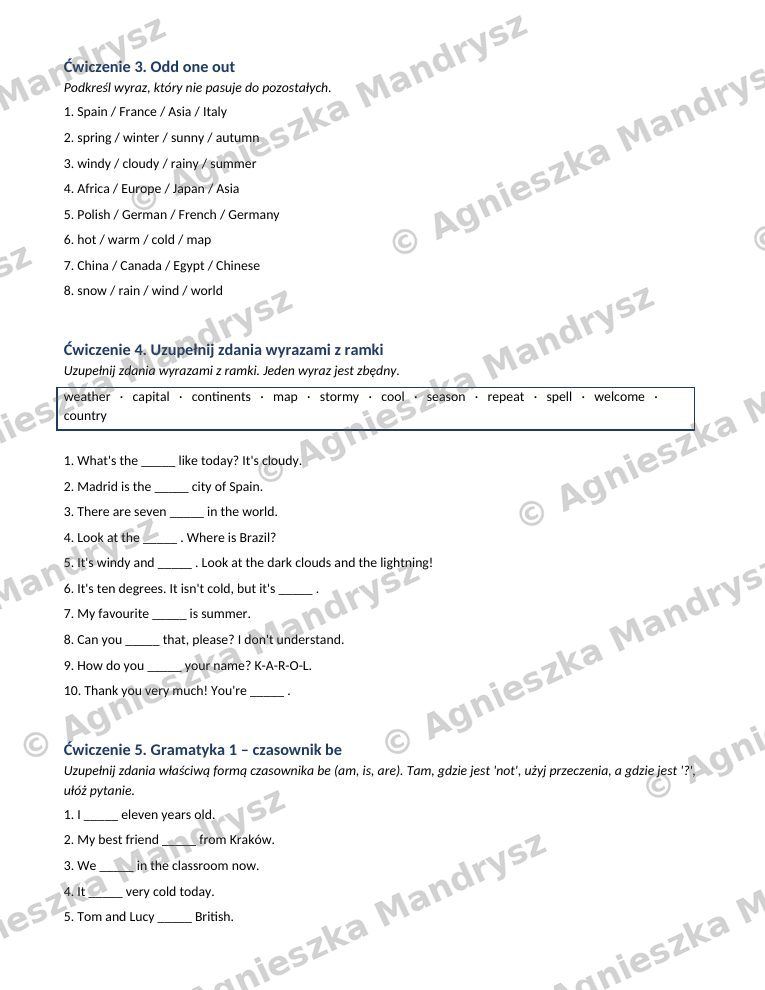 Ćwiczenie 3. Odd one out
Podkreśl wyraz, który nie pasuje do pozostałych.
1. Spain / France / Asia / Italy
2. spring / winter / sunny / autumn
3. windy / cloudy / rainy / summer
4. Africa / Europe / Japan / Asia
5. Polish / German / French / Germany
6. hot / warm / cold / map
7. China / Canada / Egypt / Chinese
8. snow / rain / wind / world
Ćwiczenie 4. Uzupełnij zdania wyrazami z ramki
Uzupełnij zdania wyrazami z ramki. Jeden wyraz jest zbędny.
weather · capital · continents · map · stormy · cool · season · repeat · spell · welcome ·
country
1. What's the _____ like today? It's cloudy.
2. Madrid is the _____ city of Spain.
3. There are seven _____ in the world.
4. Look at the _____ . Where is Brazil?
5. It's windy and _____ . Look at the dark clouds and the lightning!
6. It's ten degrees. It isn't cold, but it's _____ .
7. My favourite _____ is summer.
8. Can you _____ that, please? I don't understand.
9. How do you _____ your name? K-A-R-O-L.
10. Thank you very much! You're _____ .
Ćwiczenie 5. Gramatyka 1 – czasownik be
Uzupełnij zdania właściwą formą czasownika be (am, is, are). Tam, gdzie jest 'not', użyj przeczenia, a gdzie jest '?',
ułóż pytanie.
1. I _____ eleven years old.
2. My best friend _____ from Kraków.
3. We _____ in the classroom now.
4. It _____ very cold today.
5. Tom and Lucy _____ British.
© Agnieszka Mandrysz